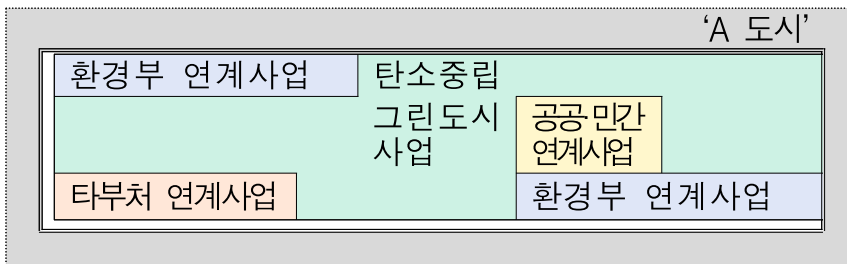 ‘A 도시’
환경부 연계사업
탄소중립
그린도시
사업
공공·민간
연계사업
타부처 연계사업
환경부 연계사업